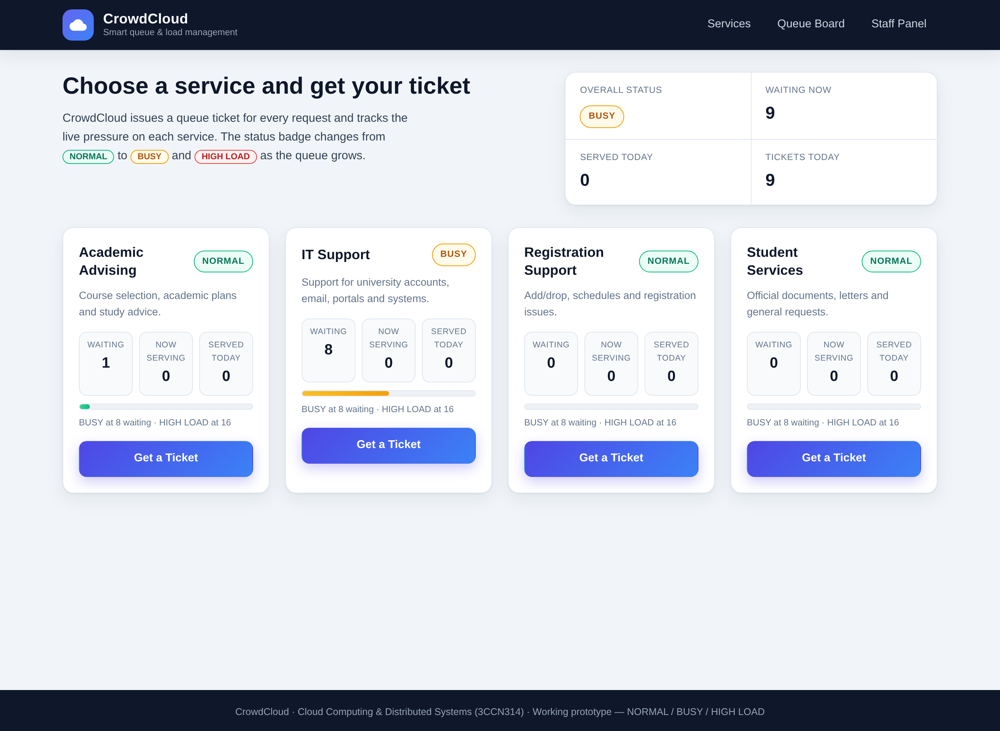 CrowdCloud
Smart queue & load management
Services
Queue Board
Staff Panel
Choose a service and get your ticket
CrowdCloud issues a queue ticket for every request and tracks the
live pressure on each service. The status badge changes from
NORMAL to BUSY and HIGH LOAD as the queue grows.
OVERALL STATUS
BUSY
WAITING NOW
9
SERVED TODAY
0
TICKETS TODAY
9
Academic
Advising
NORMAL
Course selection, academic plans
and study advice.
WAITING
1
NOW
SERVING
0
SERVED
TODAY
0
BUSY at 8 waiting · HIGH LOAD at 16
Get a Ticket
IT Support
BUSY
Support for university accounts,
email, portals and systems.
WAITING
8
NOW
SERVING
0
SERVED
TODAY
0
BUSY at 8 waiting · HIGH LOAD at 16
Get a Ticket
Registration
Support
NORMAL
Add/drop, schedules and registration
issues.
WAITING
0
NOW
SERVING
0
SERVED
TODAY
0
BUSY at 8 waiting · HIGH LOAD at 16
Get a Ticket
Student
Services
NORMAL
Official documents, letters and
general requests.
WAITING
0
NOW
SERVING
0
SERVED
TODAY
0
BUSY at 8 waiting · HIGH LOAD at 16
Get a Ticket
CrowdCloud · Cloud Computing & Distributed Systems (3CCN314) · Working prototype — NORMAL / BUSY / HIGH LOAD